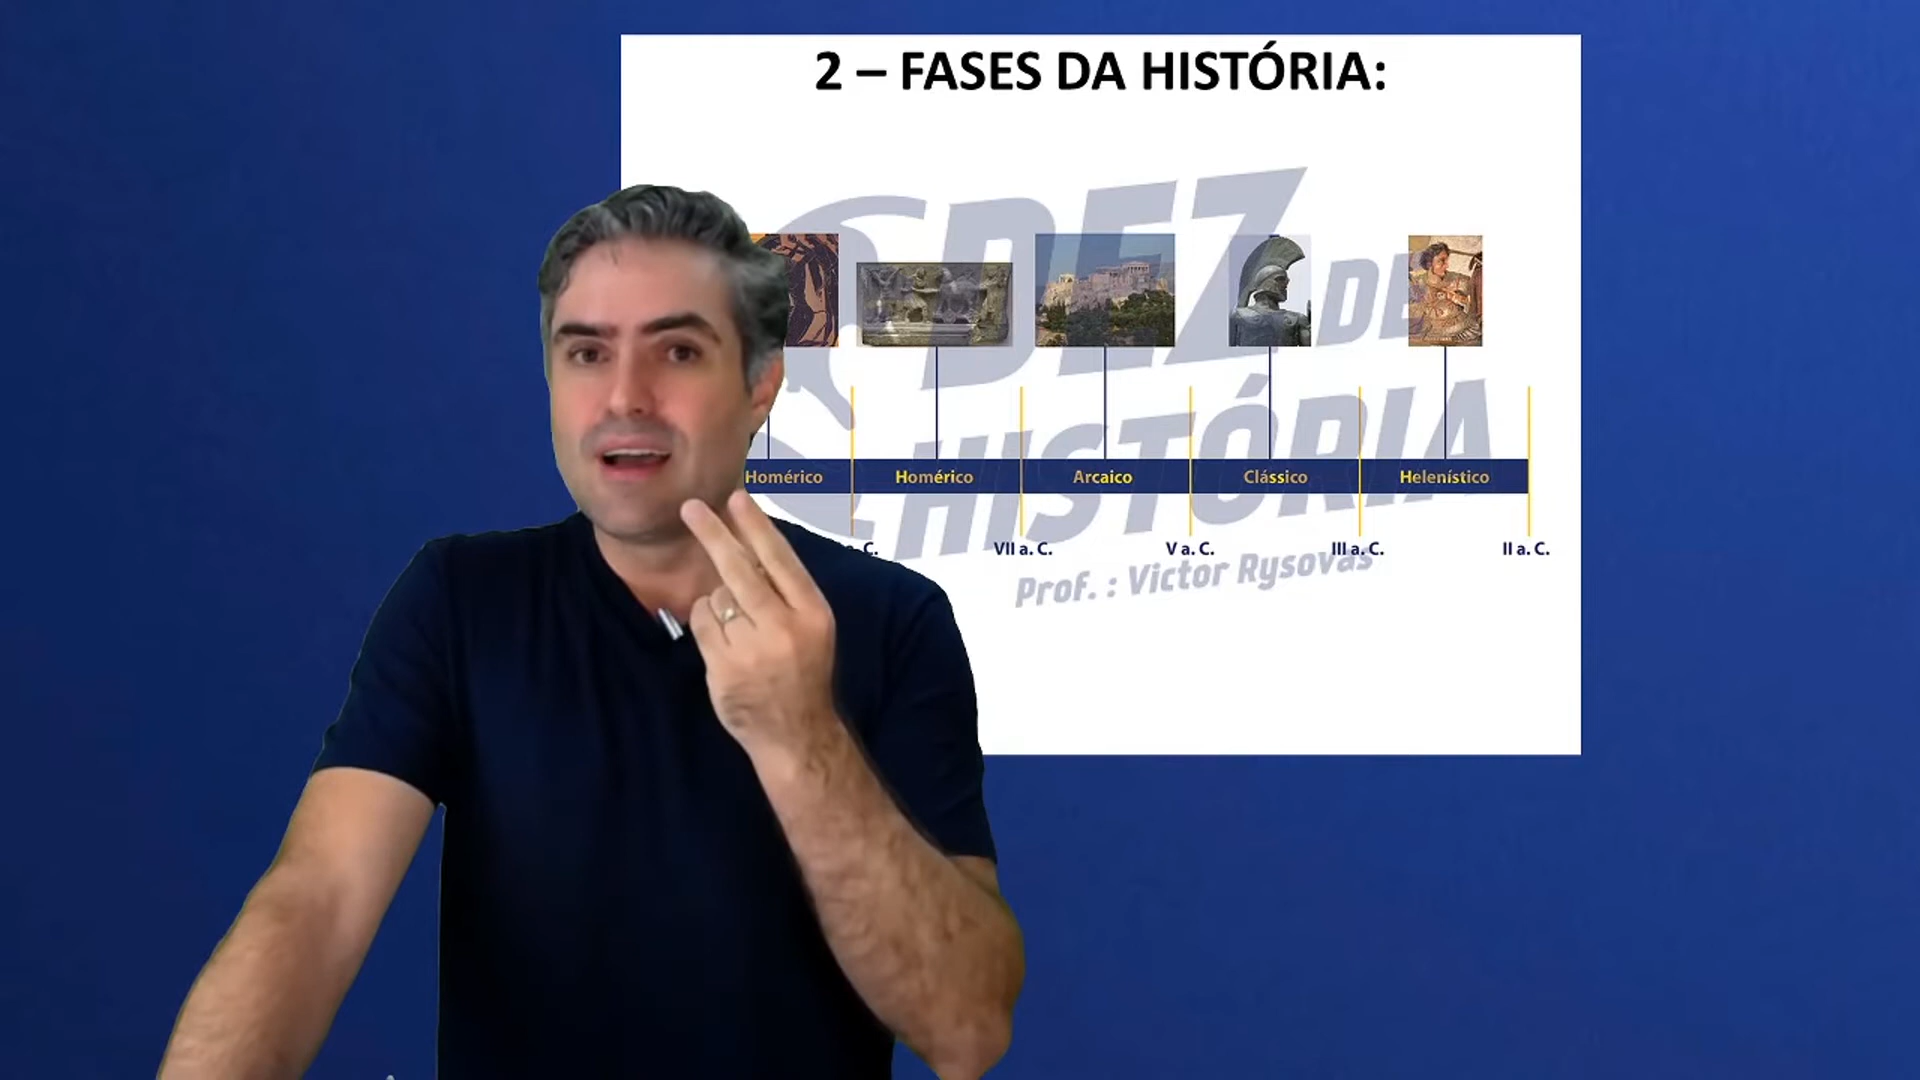 2 – FASES DA HISTÓRIA:
DEZ DE
HISTÓRIA
Prof. : Victor Rysovas
Homérico Homérico Arcaico Clássico Helenístico
C. VII a. C. V a. C. III a. C. II a. C.